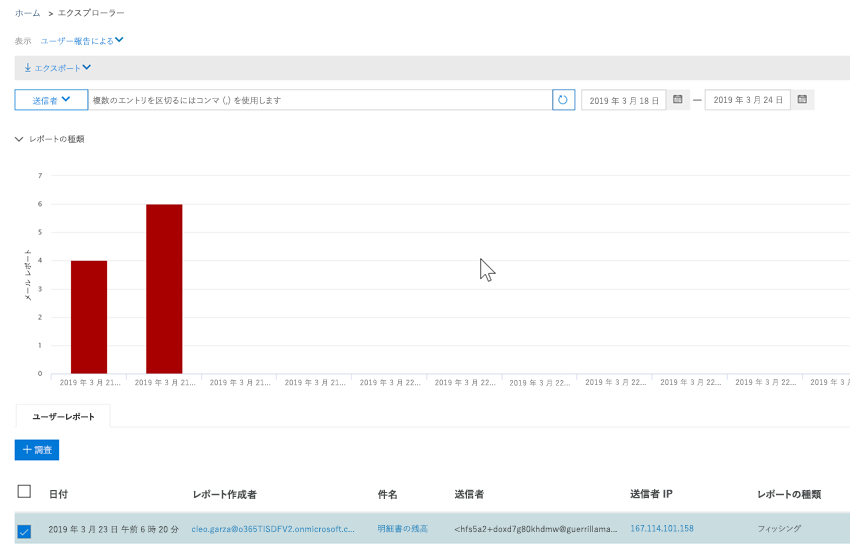 ホーム > エクスプローラー
表示 ユーザー報告による
エクスポート
送信者 複数のエントリを区切るにはコンマ (,) を使用します 2019 年 3 月 18 日 — 2019 年 3 月 24 日
レポートの種類
メール レポート
7
6
5
4
3
2
1
0
2019 年 3 月 21... 2019 年 3 月 21... 2019 年 3 月 21... 2019 年 3 月 21... 2019 年 3 月 22... 2019 年 3 月 22... 2019 年 3 月 22... 2019 年 3 月 22... 2019 年 3 月 22... 2019 年 3 月 22... 2019 年 3
ユーザーレポート
+ 調査
日付 レポート作成者 件名 送信者 送信者 IP レポートの種類
2019 年 3 月 23 日 午前 6 時 20 分 cleo.garza@o365TISDFV2.onmicrosoft.c... 明細書の残高 <hfs5a2+doxd7g80khdmw@guerrillama... 167.114.101.158 フィッシング